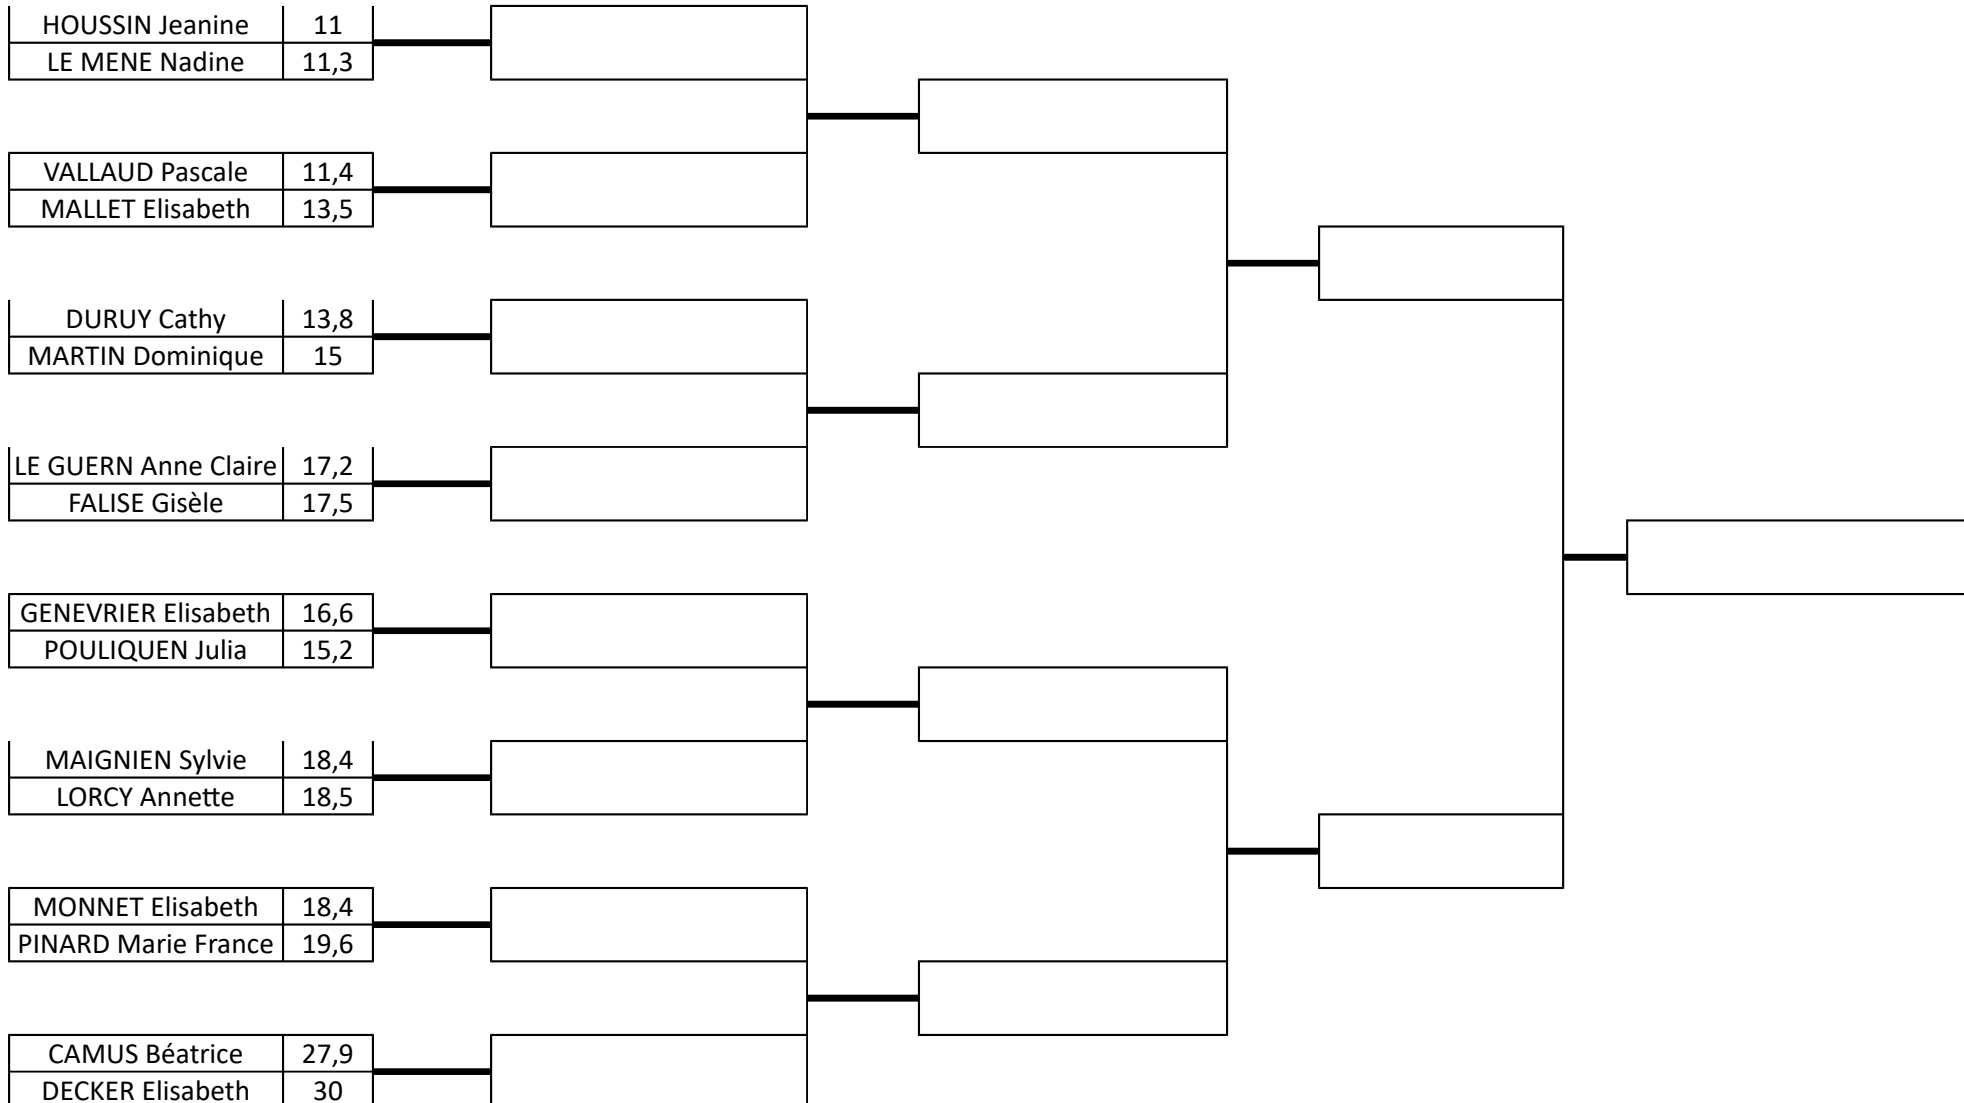 HOUSSIN Jeanine 11
LE MENE Nadine 11,3
VALLAUD Pascale 11,4
MALLET Elisabeth 13,5
DURUY Cathy 13,8
MARTIN Dominique 15
LE GUERN Anne Claire 17,2
FALISE Gisèle 17,5
GENEVRIER Elisabeth 16,6
POULIQUEN Julia 15,2
MAIGNIEN Sylvie 18,4
LORCY Annette 18,5
MONNET Elisabeth 18,4
PINARD Marie France 19,6
CAMUS Béatrice 27,9
DECKER Elisabeth 30